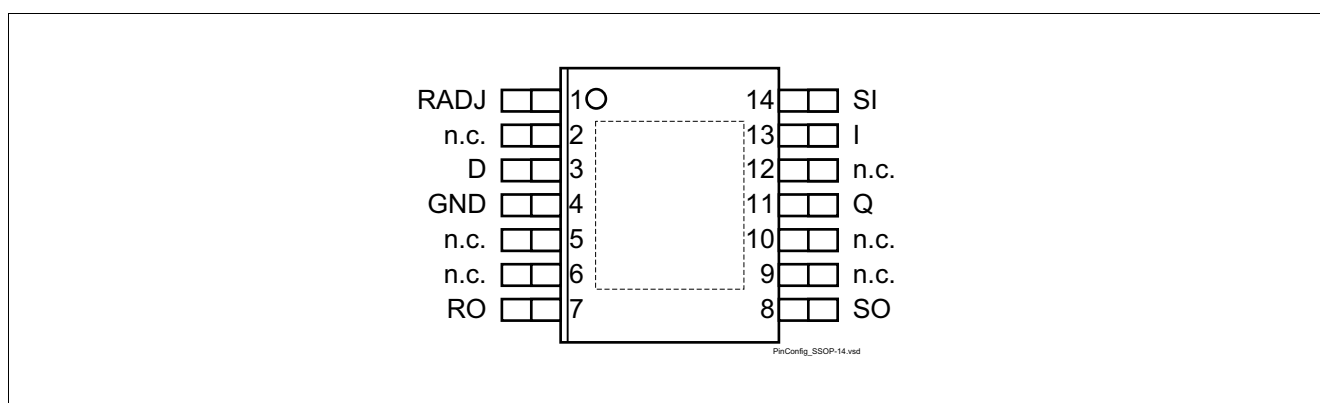 RADJ 1 14 SI
n.c. 2 13 I
D 3 12 n.c.
GND 4 11 Q
n.c. 5 10 n.c.
n.c. 6 9 n.c.
RO 7 8 SO
PinConfig_SSOP-14.vsd